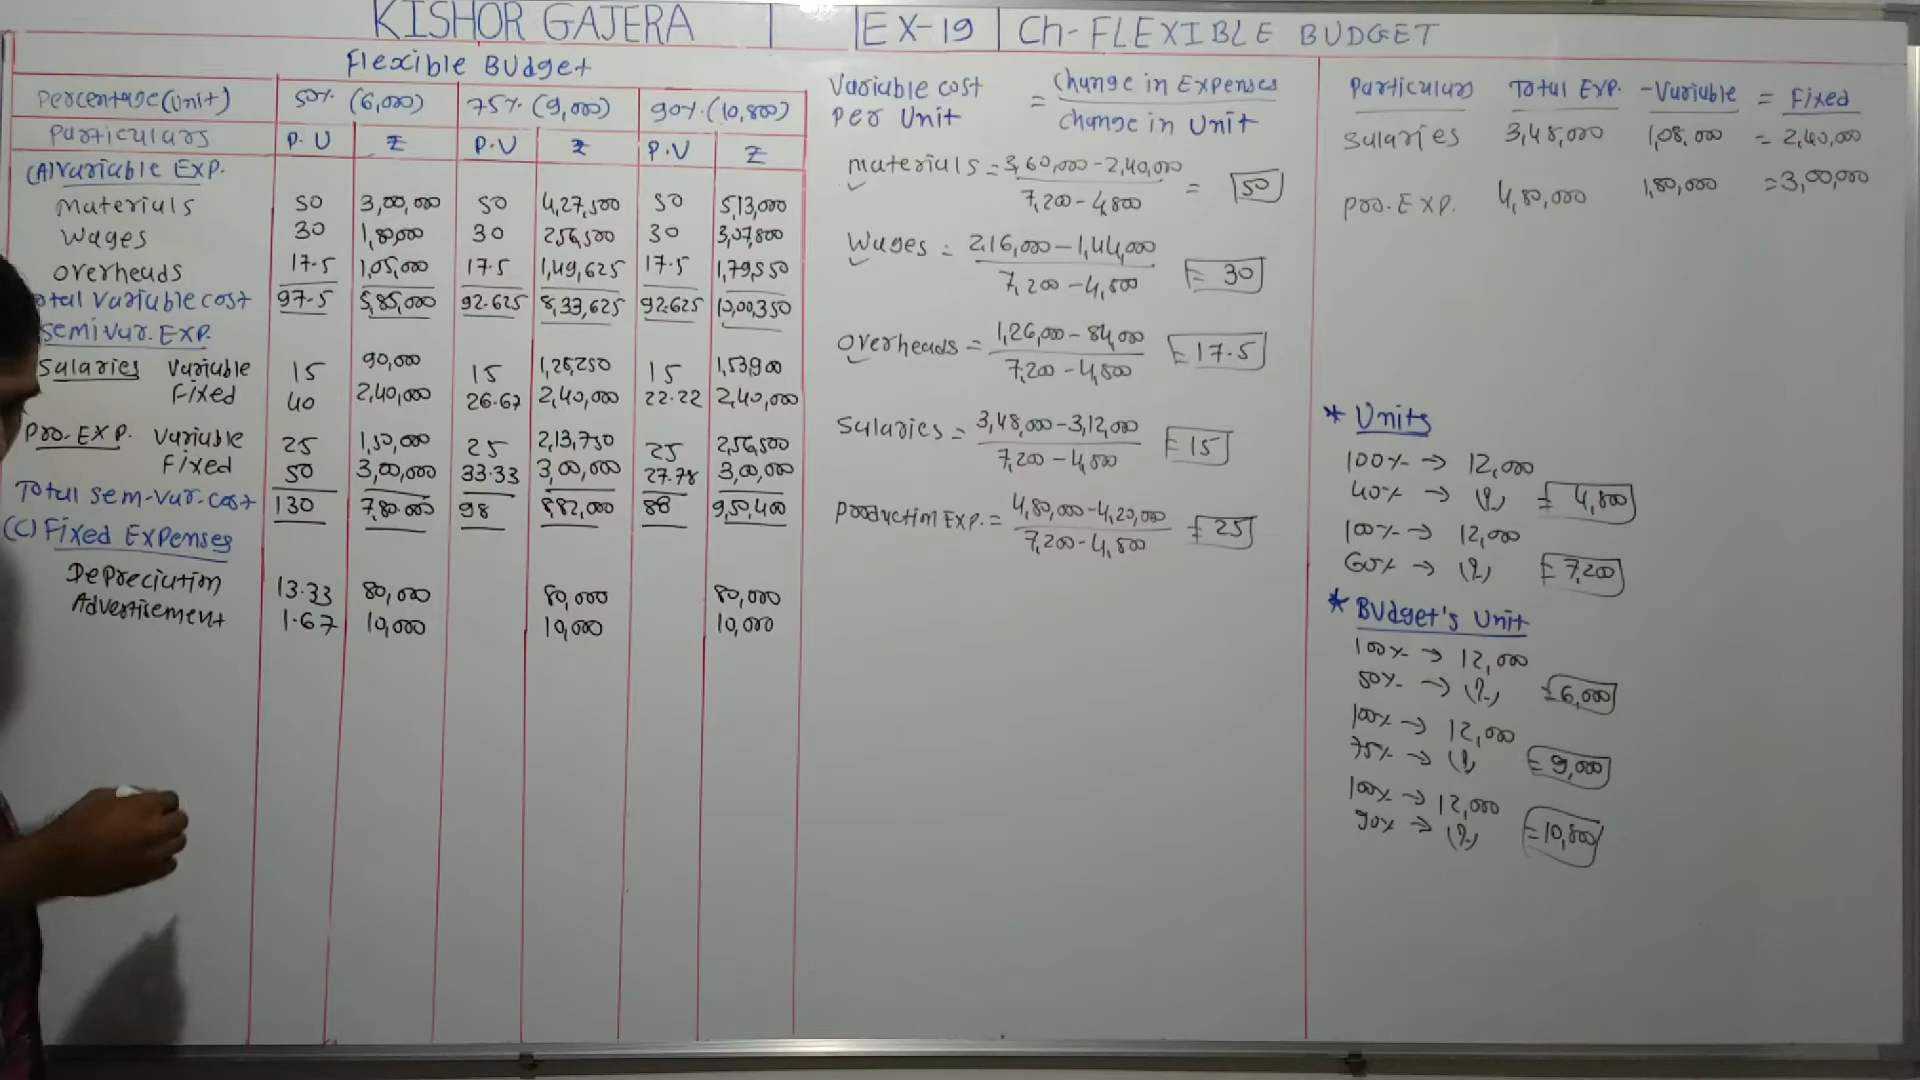 KISHOR GAJERA EX-19 Ch- FLEXIBLE BUDGET
Flexible Budget
Percentage(Unit) 50% (6,000) 75% (9,000) 90% (10,800)
Particulars P.U ₹ P.U ₹ P.U ₹
(A) Variable Exp.
Materials 50 3,00,000 50 4,27,500 50 5,13,000
Wages 30 1,80,000 30 2,56,500 30 3,07,800
Overheads 17.5 1,05,000 17.5 1,49,625 17.5 1,79,550
otal Variable cost 97.5 5,85,000 92.625 8,33,625 92.625 10,00,350
Semivar. EXP.
Salaries Variable 15 90,000 15 1,28,250 15 1,53,900
Fixed 40 2,40,000 26.67 2,40,000 22.22 2,40,000
Pro. EXP. Variable 25 1,50,000 25 2,13,750 25 2,56,500
Fixed 50 3,00,000 33.33 3,00,000 27.78 3,00,000
Total sem-var-cost 130 7,80,000 98 8,82,000 88 9,50,400
(C) Fixed Expenses
Depreciation 13.33 80,000 80,000 80,000
Advertisement 1.67 10,000 10,000 10,000
Variable cost Per Unit = Change in Expenses / change in Unit
materials = 3,60,000 - 2,40,000 / 7,200 - 4,800 = 50
Wages = 2,16,000 - 1,44,000 / 7,200 - 4,800 = 30
Overheads = 1,26,000 - 84,000 / 7,200 - 4,800 = 17.5
Salaries = 3,48,000 - 3,12,000 / 7,200 - 4,800 = 15
Production EXP. = 4,80,000 - 4,20,000 / 7,200 - 4,800 = 25
Particulars Total Exp. - Variable = Fixed
Salaries 3,48,000 1,08,000 = 2,40,000
Pro. EXP. 4,80,000 1,80,000 = 3,00,000
* Units
100% → 12,000
40% → (?) = 4,800
100% → 12,000
60% → (?) = 7,200
* Budget's Unit
100% → 12,000
50% → (?) = 6,000
100% → 12,000
75% → (?) = 9,000
100% → 12,000
90% → (?) = 10,800